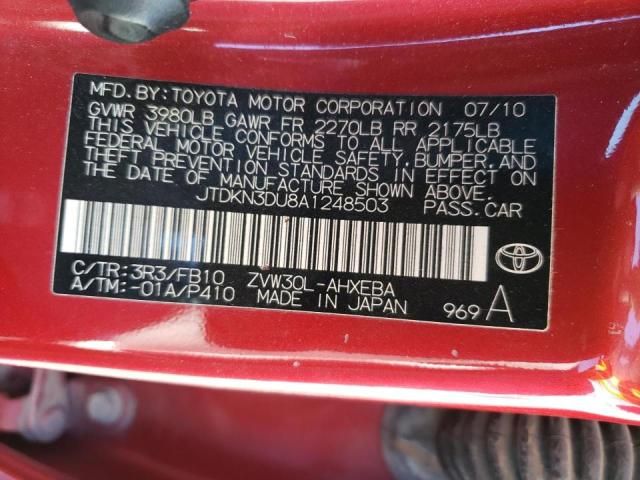 MFD. BY: TOYOTA MOTOR CORPORATION 07/10
GVWR 3980LB GAWR FR 2270LB RR 2175LB
THIS VEHICLE CONFORMS TO ALL APPLICABLE
FEDERAL MOTOR VEHICLE SAFETY, BUMPER, AND
THEFT PREVENTION STANDARDS IN EFFECT ON
THE DATE OF MANUFACTURE SHOWN ABOVE.
JTDKN3DU8A1248503 PASS. CAR
C/TR: 3R3/FB10 ZVW30L-AHXEBA
A/TM: -01A/P410 MADE IN JAPAN 969 A